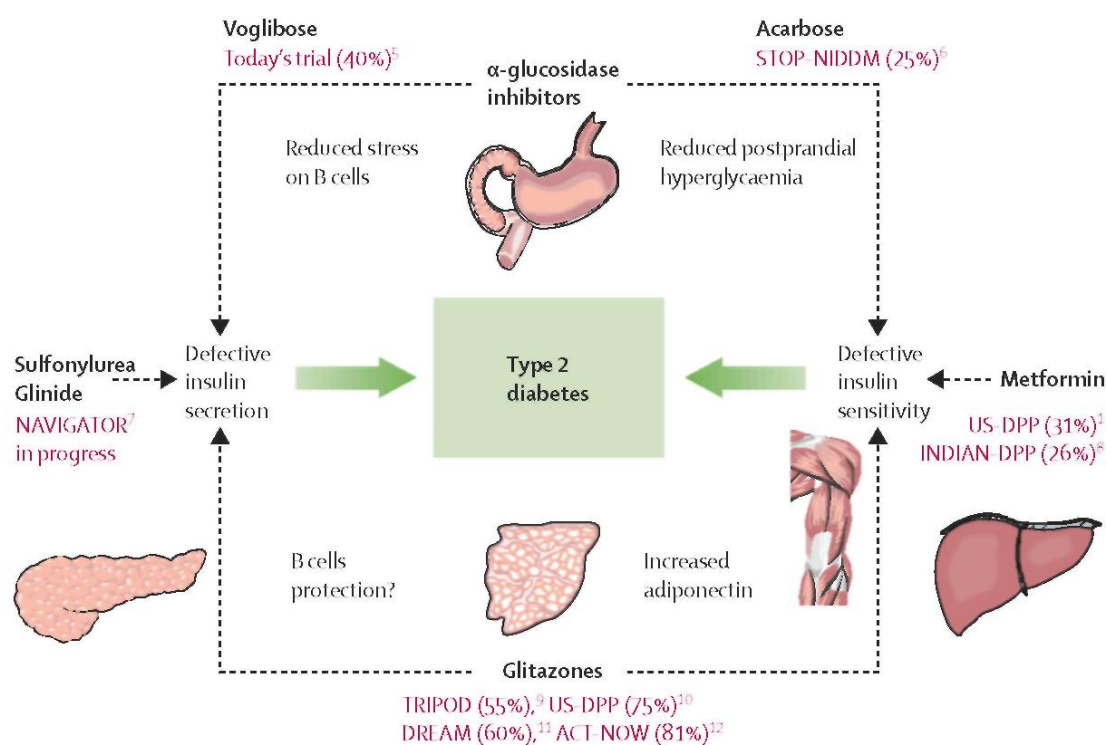 Voglibose
Today's trial (40%)⁵
Acarbose
STOP-NIDDM (25%)⁶
α-glucosidase
inhibitors
Reduced stress
on B cells
Reduced postprandial
hyperglycaemia
Sulfonylurea
Glinide
NAVIGATOR⁷
in progress
Defective
insulin
secretion
Type 2
diabetes
Defective
insulin
sensitivity
Metformin
US-DPP (31%)¹
INDIAN-DPP (26%)⁸
B cells
protection?
Increased
adiponectin
Glitazones
TRIPOD (55%),⁹ US-DPP (75%)¹⁰
DREAM (60%),¹¹ ACT-NOW (81%)¹²